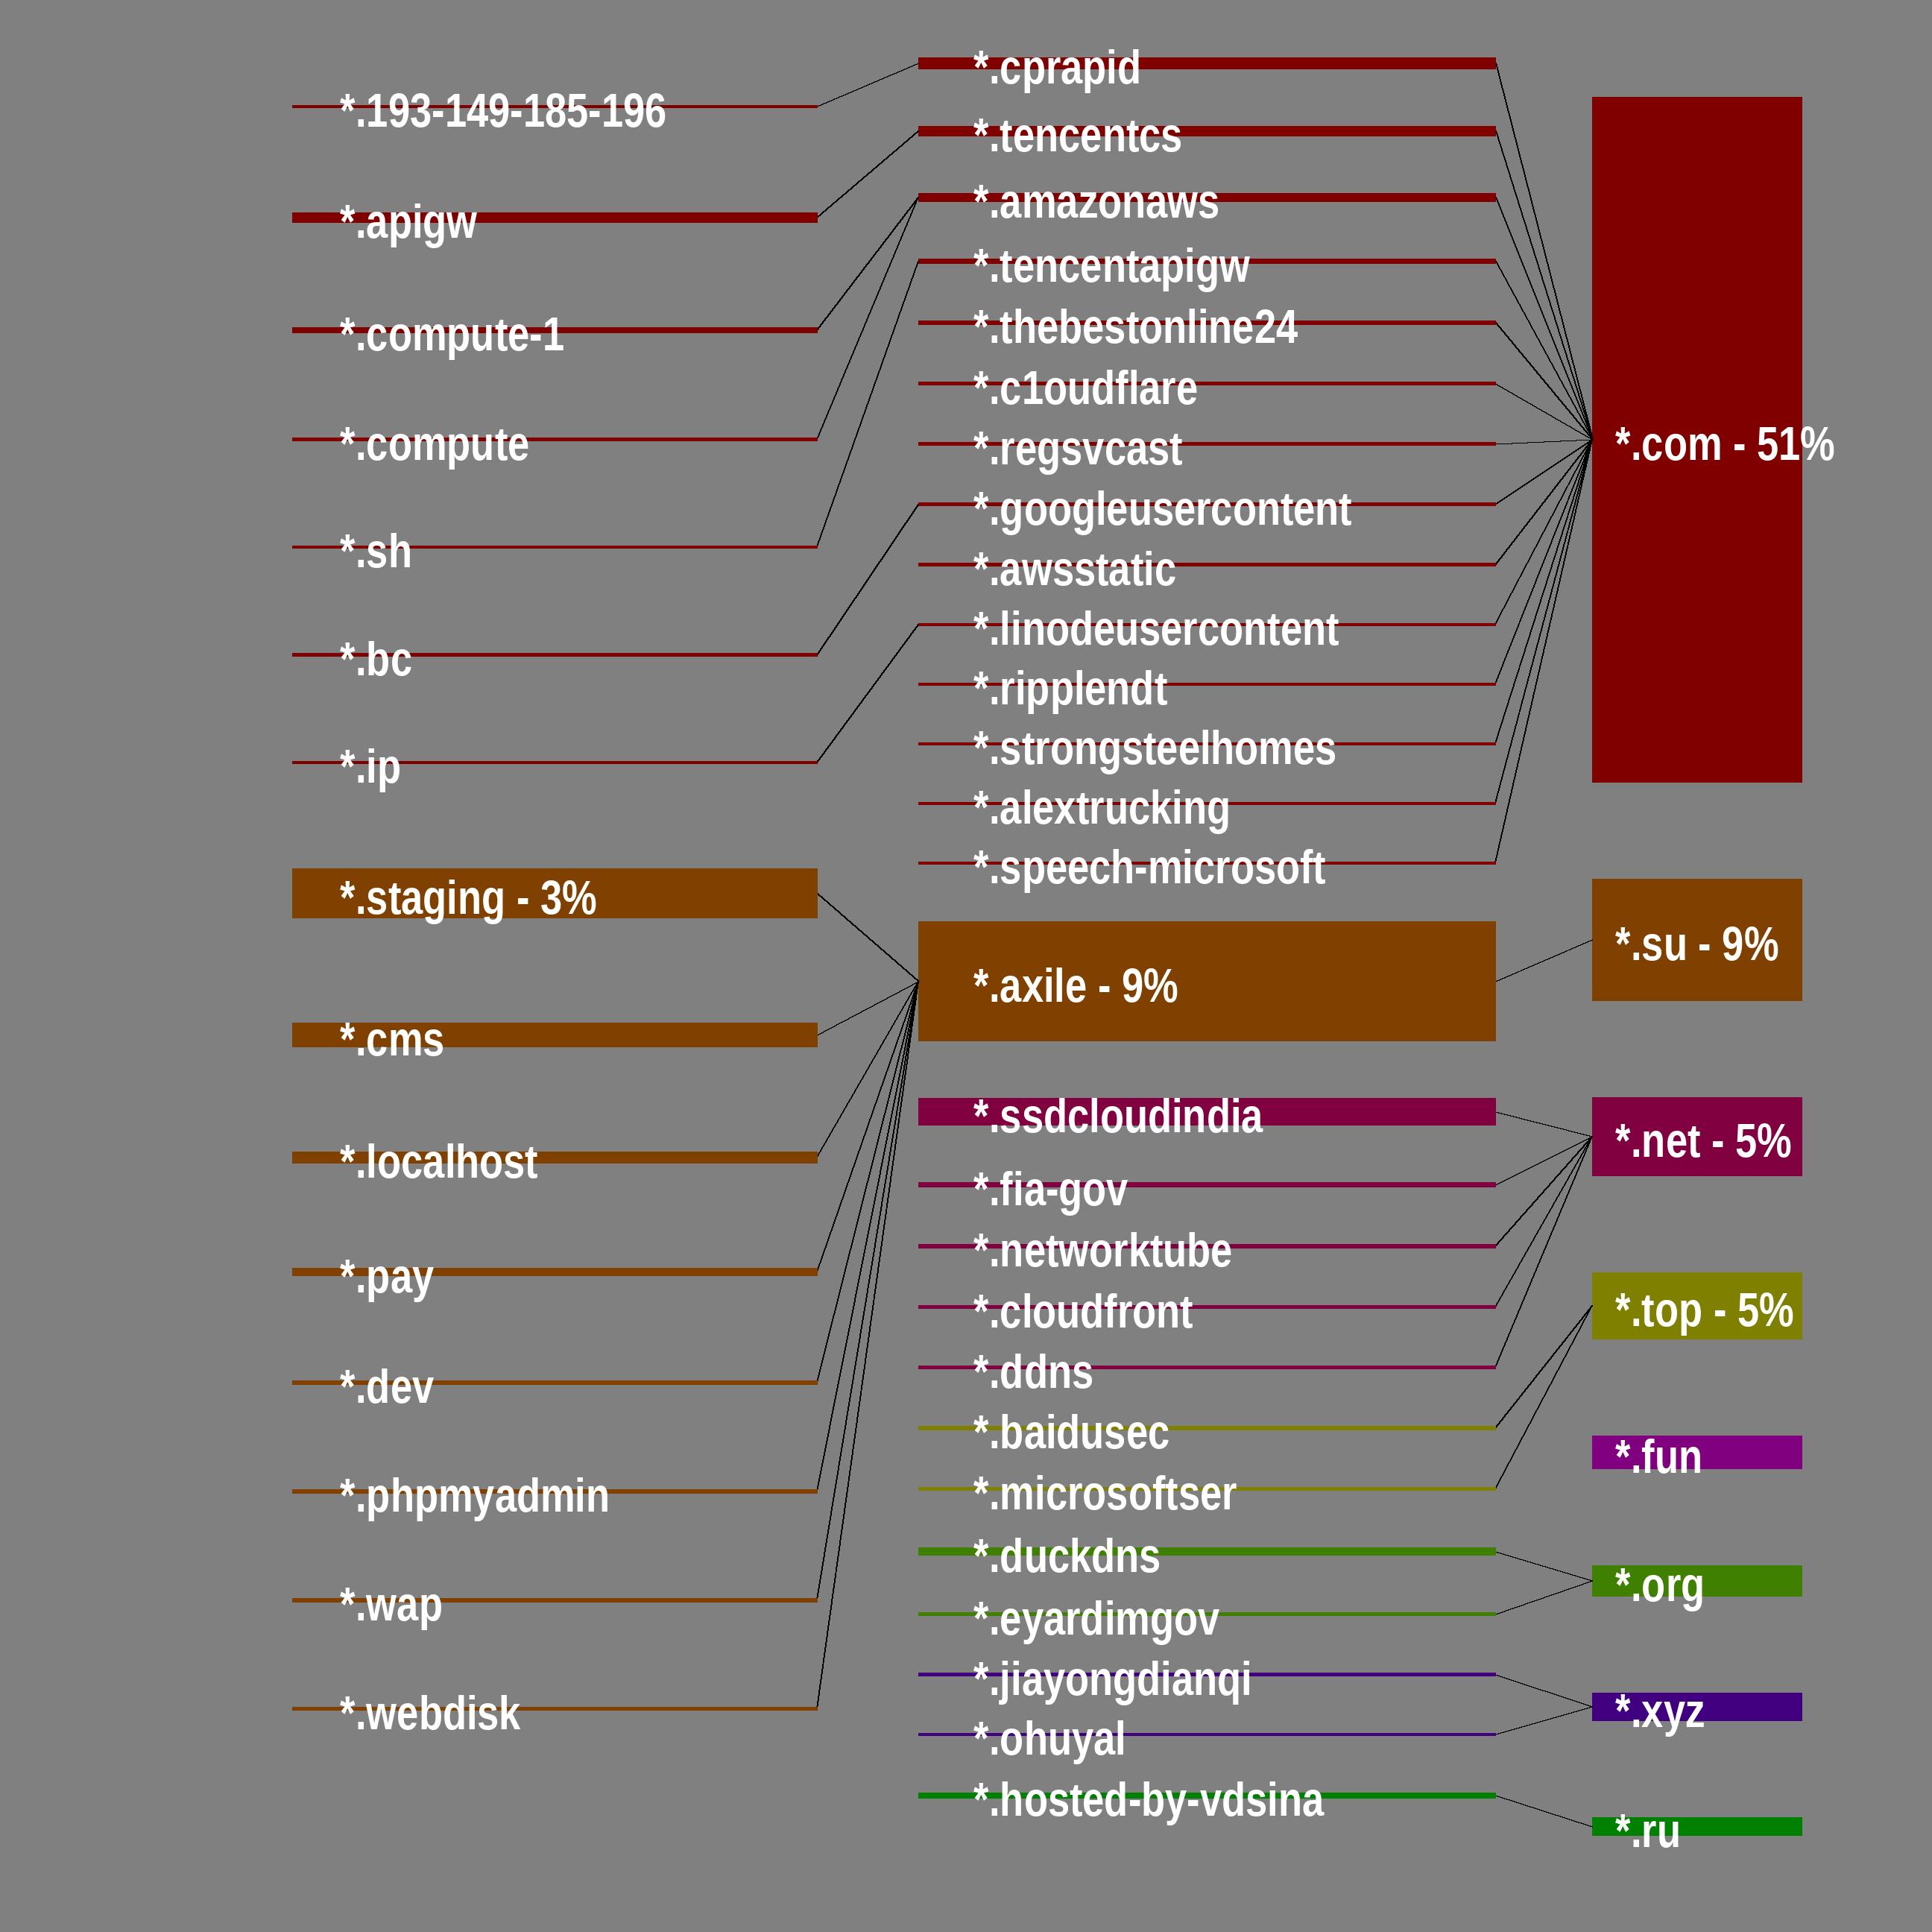 *.193-149-185-196
*.apigw
*.compute-1
*.compute
*.sh
*.bc
*.ip
*.staging - 3%
*.cms
*.localhost
*.pay
*.dev
*.phpmyadmin
*.wap
*.webdisk
*.cprapid
*.tencentcs
*.amazonaws
*.tencentapigw
*.thebestonline24
*.c1oudflare
*.regsvcast
*.googleusercontent
*.awsstatic
*.linodeusercontent
*.ripplendt
*.strongsteelhomes
*.alextrucking
*.speech-microsoft
*.axile - 9%
*.ssdcloudindia
*.fia-gov
*.networktube
*.cloudfront
*.ddns
*.baidusec
*.microsoftser
*.duckdns
*.eyardimgov
*.jiayongdianqi
*.ohuyal
*.hosted-by-vdsina
*.com - 51%
*.su - 9%
*.net - 5%
*.top - 5%
*.fun
*.org
*.xyz
*.ru